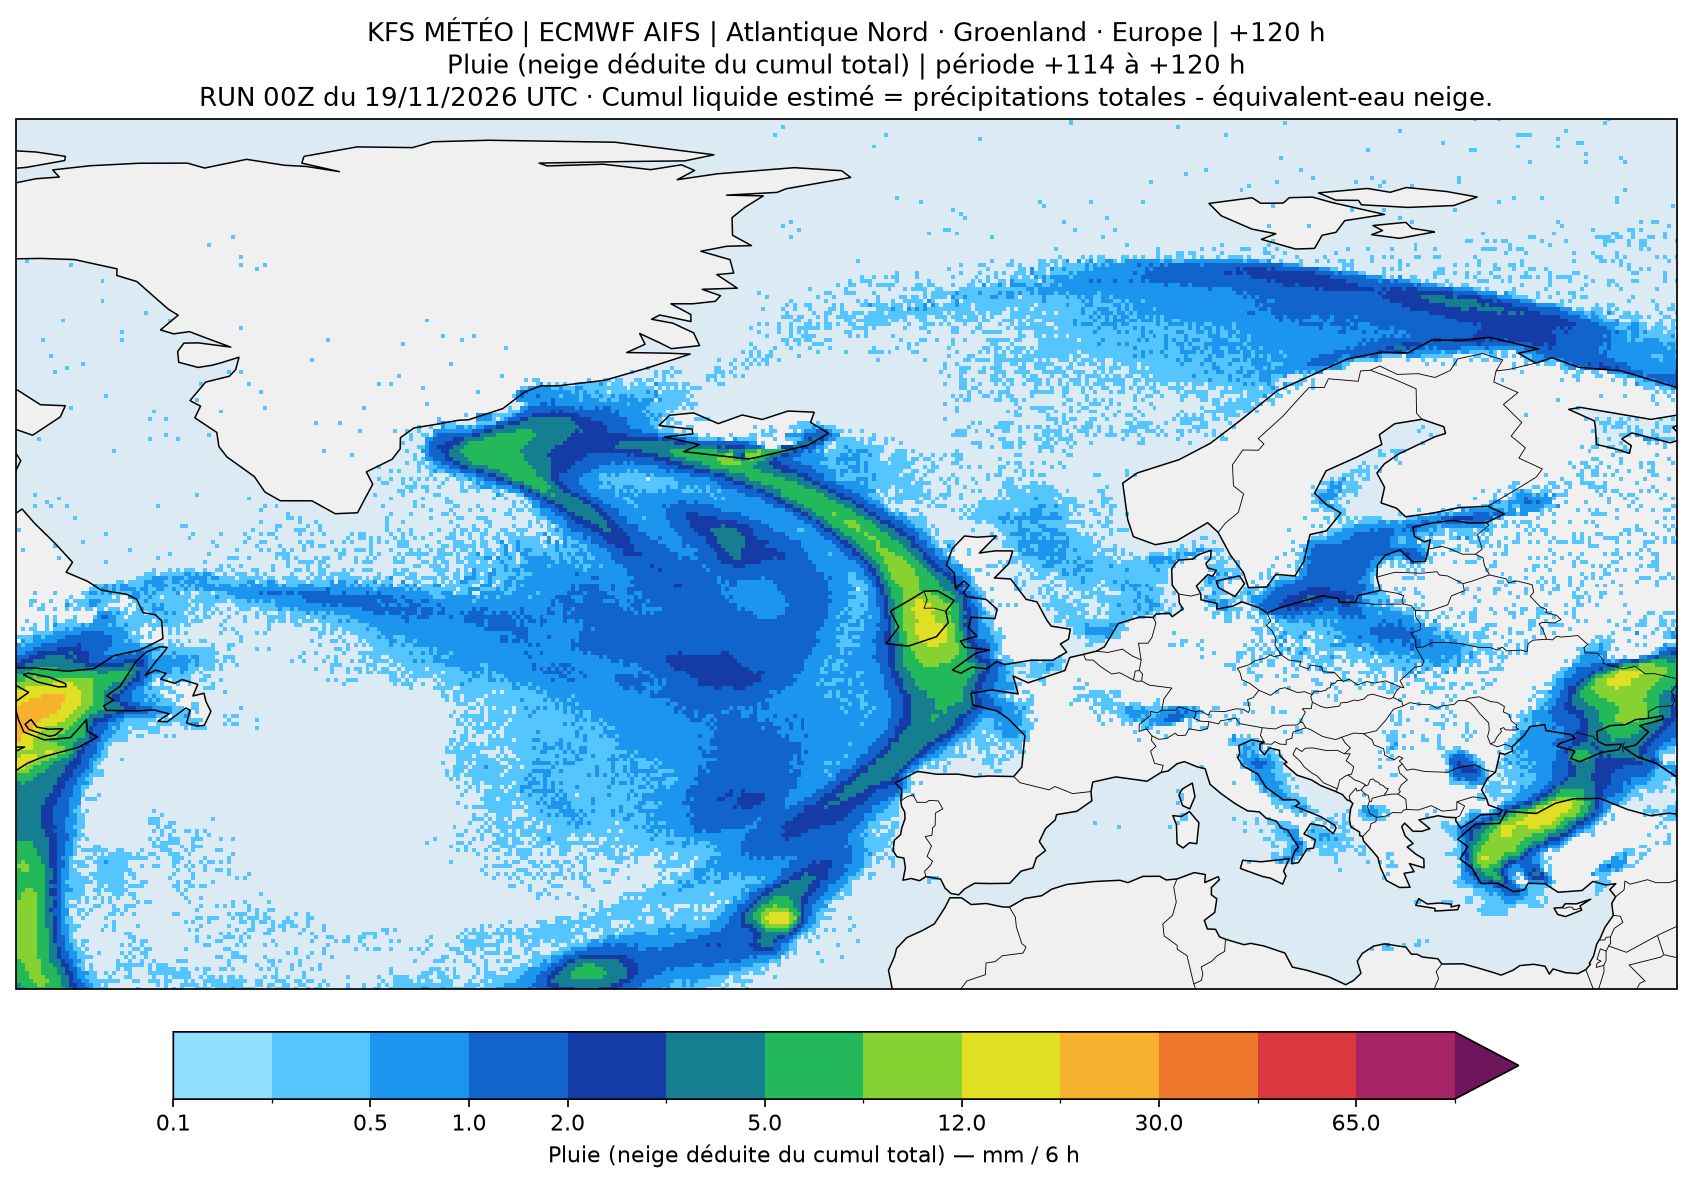 KFS MÉTÉO | ECMWF AIFS | Atlantique Nord · Groenland · Europe | +120 h
Pluie (neige déduite du cumul total) | période +114 à +120 h
RUN 00Z du 19/11/2026 UTC · Cumul liquide estimé = précipitations totales - équivalent-eau neige.
0.1 0.5 1.0 2.0 5.0 12.0 30.0 65.0
Pluie (neige déduite du cumul total) — mm / 6 h